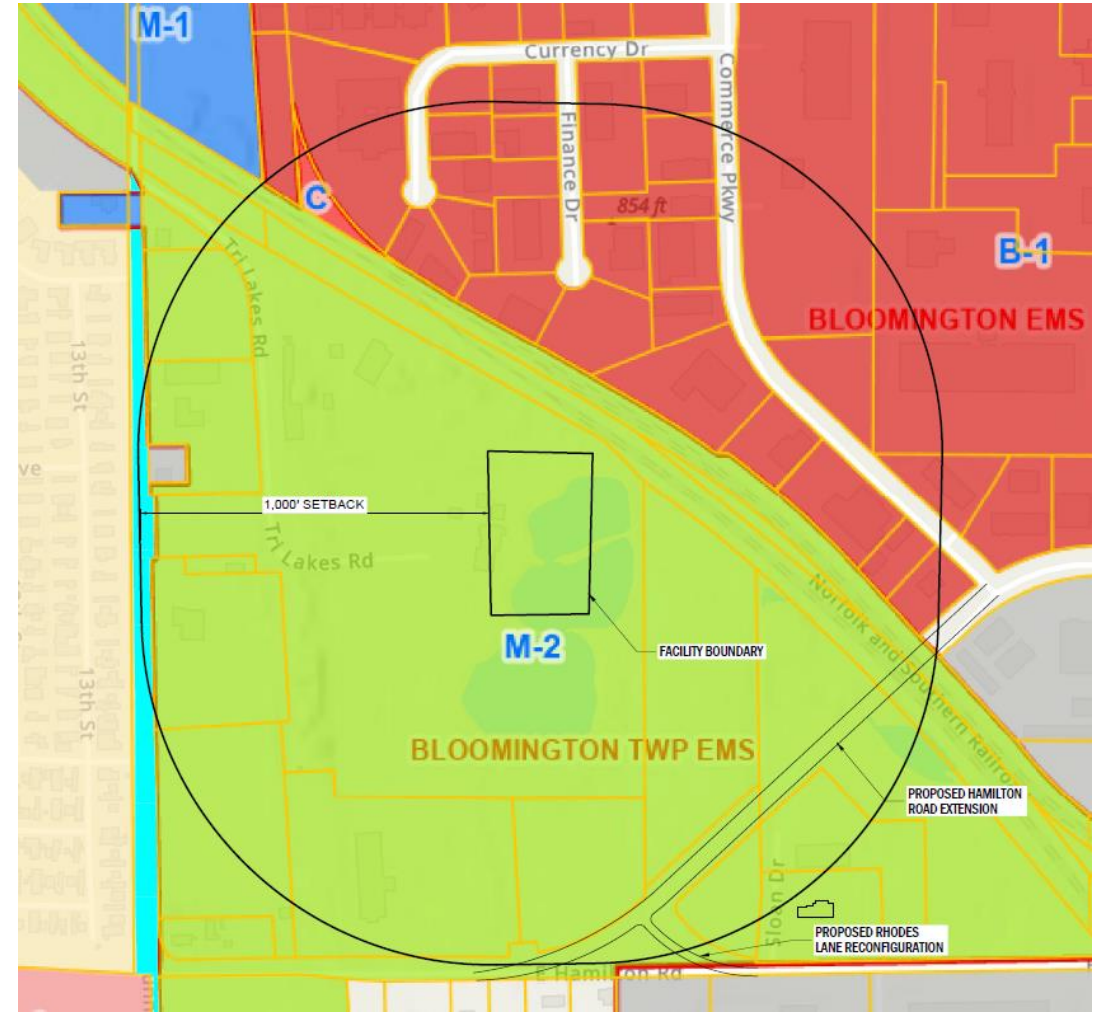 M-1
Currency Dr
Commerce Pkwy
Finance Dr
C
854 ft
B-1
Tri Lakes Rd
BLOOMINGTON EMS
13th St
ve
1,000' SETBACK
Tri Lakes Rd
Norfolk and Southern Railro
M-2
FACILITY BOUNDARY
13th St
BLOOMINGTON TWP EMS
PROPOSED HAMILTON
ROAD EXTENSION
Sloan Dr
PROPOSED RHODES
LANE RECONFIGURATION
E Hamilton Rd